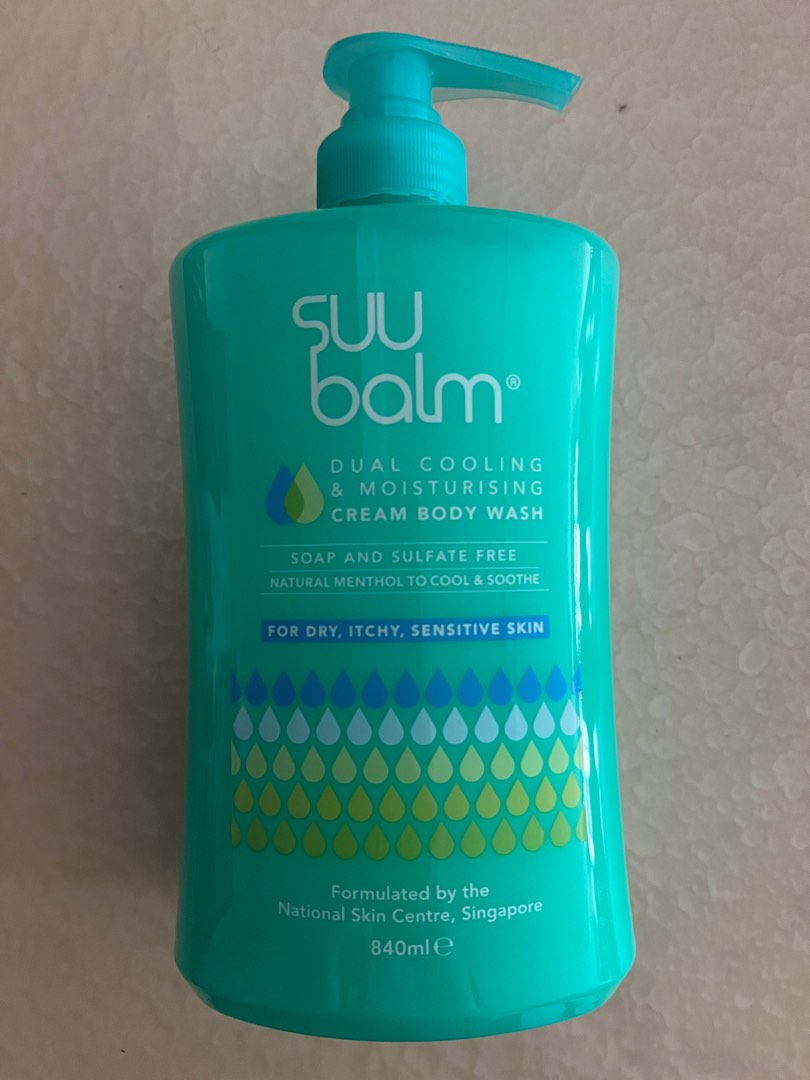 suu
balm®
DUAL COOLING
& MOISTURISING
CREAM BODY WASH
SOAP AND SULFATE FREE
NATURAL MENTHOL TO COOL & SOOTHE
FOR DRY, ITCHY, SENSITIVE SKIN
Formulated by the
National Skin Centre, Singapore
840ml ℮